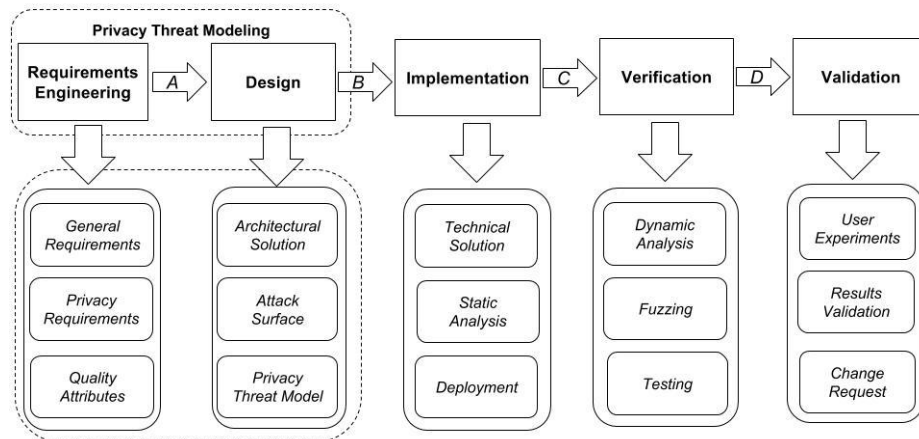 Privacy Threat Modeling
Requirements
Engineering
A
Design
B
Implementation
C
Verification
D
Validation
General
Requirements
Privacy
Requirements
Quality
Attributes
Architectural
Solution
Attack
Surface
Privacy
Threat Model
Technical
Solution
Static
Analysis
Deployment
Dynamic
Analysis
Fuzzing
Testing
User
Experiments
Results
Validation
Change
Request